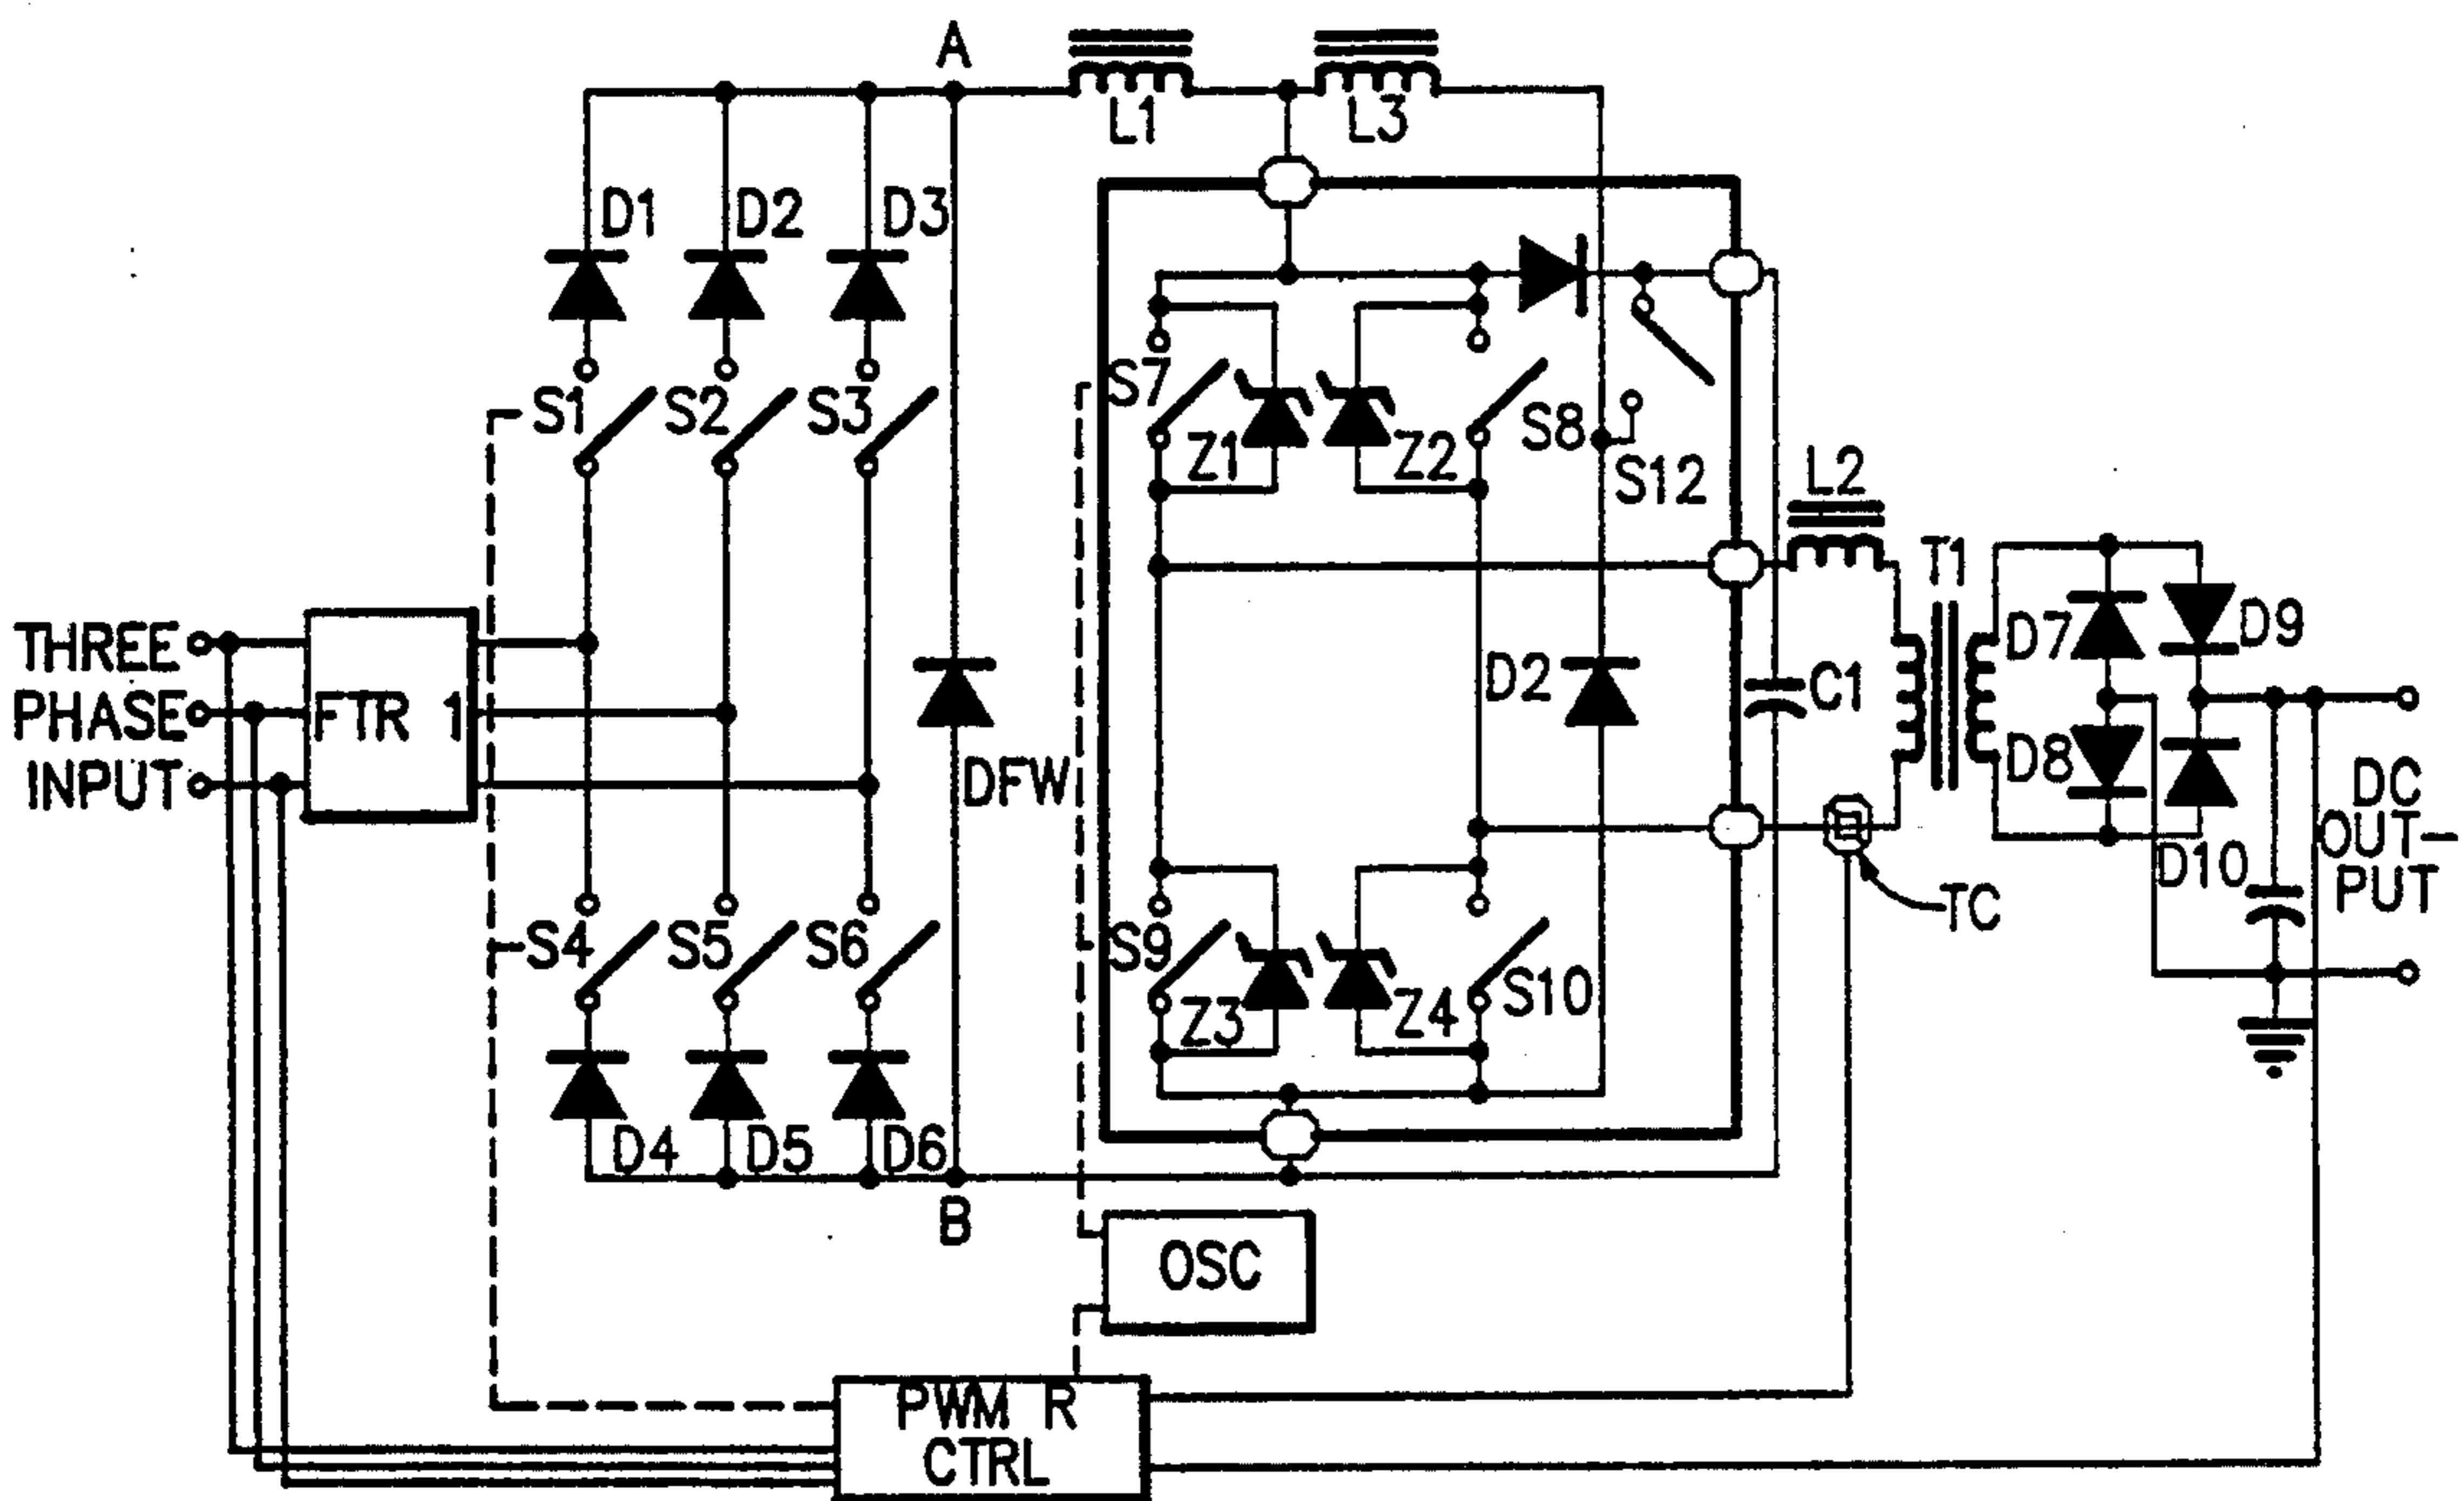 A
L1
L3
D1
D2
D3
S1
S2
S3
S7
Z1
Z2
S8
S12
L2
T1
THREE
PHASE
INPUT
FTR 1
DFW
D2
C1
D7
D9
D8
D10
DC
OUT-
PUT
TC
S4
S5
S6
S9
Z3
Z4
S10
D4
D5
D6
B
OSC
PWM R
CTRL